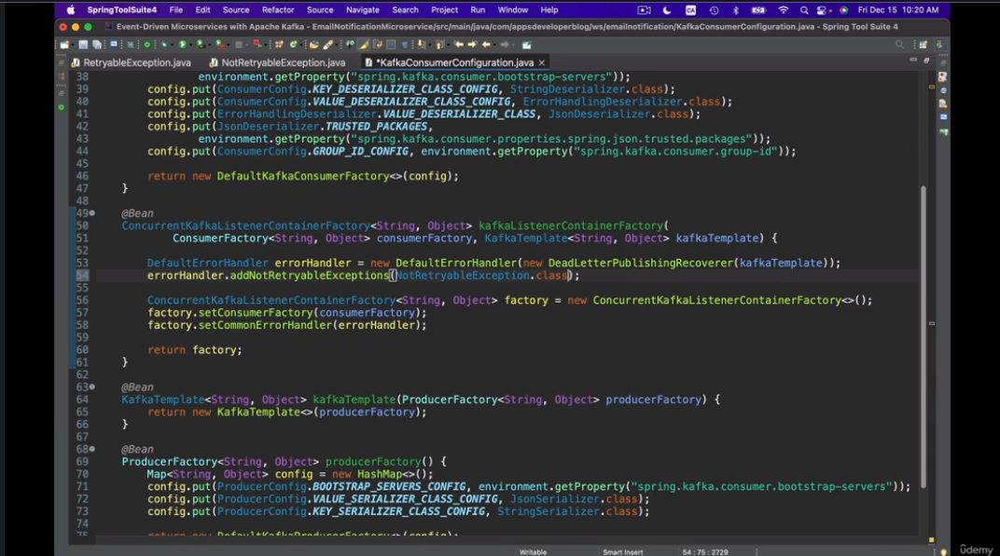 SpringToolSuite4 File Edit Source Refactor Source Navigate Search Project Run Window Help CA Fri Dec 15 10:20 AM
Event-Driven Microservices with Apache Kafka - EmailNotificationMicroservice/src/main/java/com/appsdeveloperblog/ws/emailnotification/KafkaConsumerConfiguration.java - Spring Tool Suite 4
RetryableException.java NotRetryableException.java *KafkaConsumerConfiguration.java ×
38 environment.getProperty("spring.kafka.consumer.bootstrap-servers"));
39 config.put(ConsumerConfig.KEY_DESERIALIZER_CLASS_CONFIG, StringDeserializer.class);
40 config.put(ConsumerConfig.VALUE_DESERIALIZER_CLASS_CONFIG, ErrorHandlingDeserializer.class);
41 config.put(ErrorHandlingDeserializer.VALUE_DESERIALIZER_CLASS, JsonDeserializer.class);
42 config.put(JsonDeserializer.TRUSTED_PACKAGES,
43 environment.getProperty("spring.kafka.consumer.properties.spring.json.trusted.packages"));
44 config.put(ConsumerConfig.GROUP_ID_CONFIG, environment.getProperty("spring.kafka.consumer.group-id"));
45
46 return new DefaultKafkaConsumerFactory<>(config);
47 }
48
49 @Bean
50 ConcurrentKafkaListenerContainerFactory<String, Object> kafkaListenerContainerFactory(
51 ConsumerFactory<String, Object> consumerFactory, KafkaTemplate<String, Object> kafkaTemplate) {
52
53 DefaultErrorHandler errorHandler = new DefaultErrorHandler(new DeadLetterPublishingRecoverer(kafkaTemplate));
54 errorHandler.addNotRetryableExceptions(NotRetryableException.class);
55
56 ConcurrentKafkaListenerContainerFactory<String, Object> factory = new ConcurrentKafkaListenerContainerFactory<>();
57 factory.setConsumerFactory(consumerFactory);
58 factory.setCommonErrorHandler(errorHandler);
59
60 return factory;
61 }
62
63 @Bean
64 KafkaTemplate<String, Object> kafkaTemplate(ProducerFactory<String, Object> producerFactory) {
65 return new KafkaTemplate<>(producerFactory);
66 }
67
68 @Bean
69 ProducerFactory<String, Object> producerFactory() {
70 Map<String, Object> config = new HashMap<>();
71 config.put(ProducerConfig.BOOTSTRAP_SERVERS_CONFIG, environment.getProperty("spring.kafka.consumer.bootstrap-servers"));
72 config.put(ProducerConfig.VALUE_SERIALIZER_CLASS_CONFIG, JsonSerializer.class);
73 config.put(ProducerConfig.KEY_SERIALIZER_CLASS_CONFIG, StringSerializer.class);
74
75 return new DefaultKafkaProducerFactory<>(config);
Writable Smart Insert 54 : 75 : 2729
ûdemy